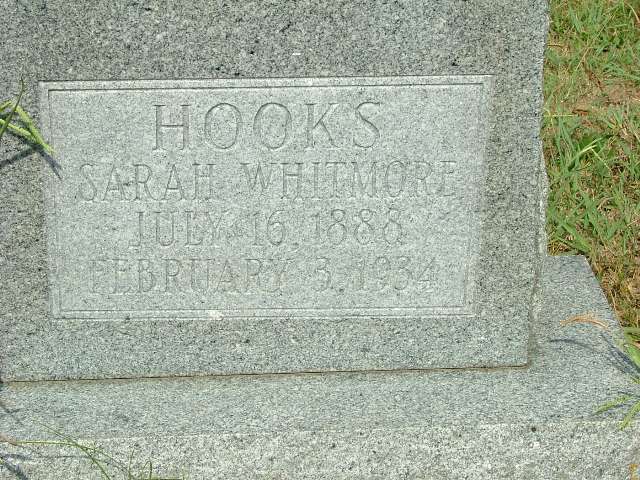 HOOKS
SARAH WHITMORE
JULY 16, 1888
FEBRUARY 3, 1934